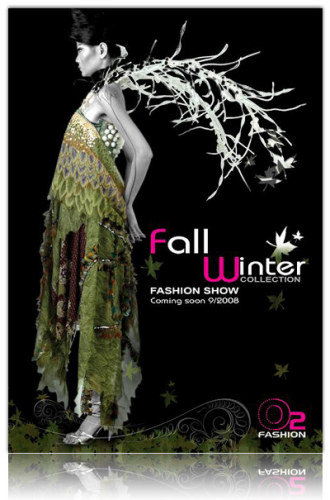 Fall
Winter
COLLECTION
FASHION SHOW
Coming soon 9/2008
O2
FASHION